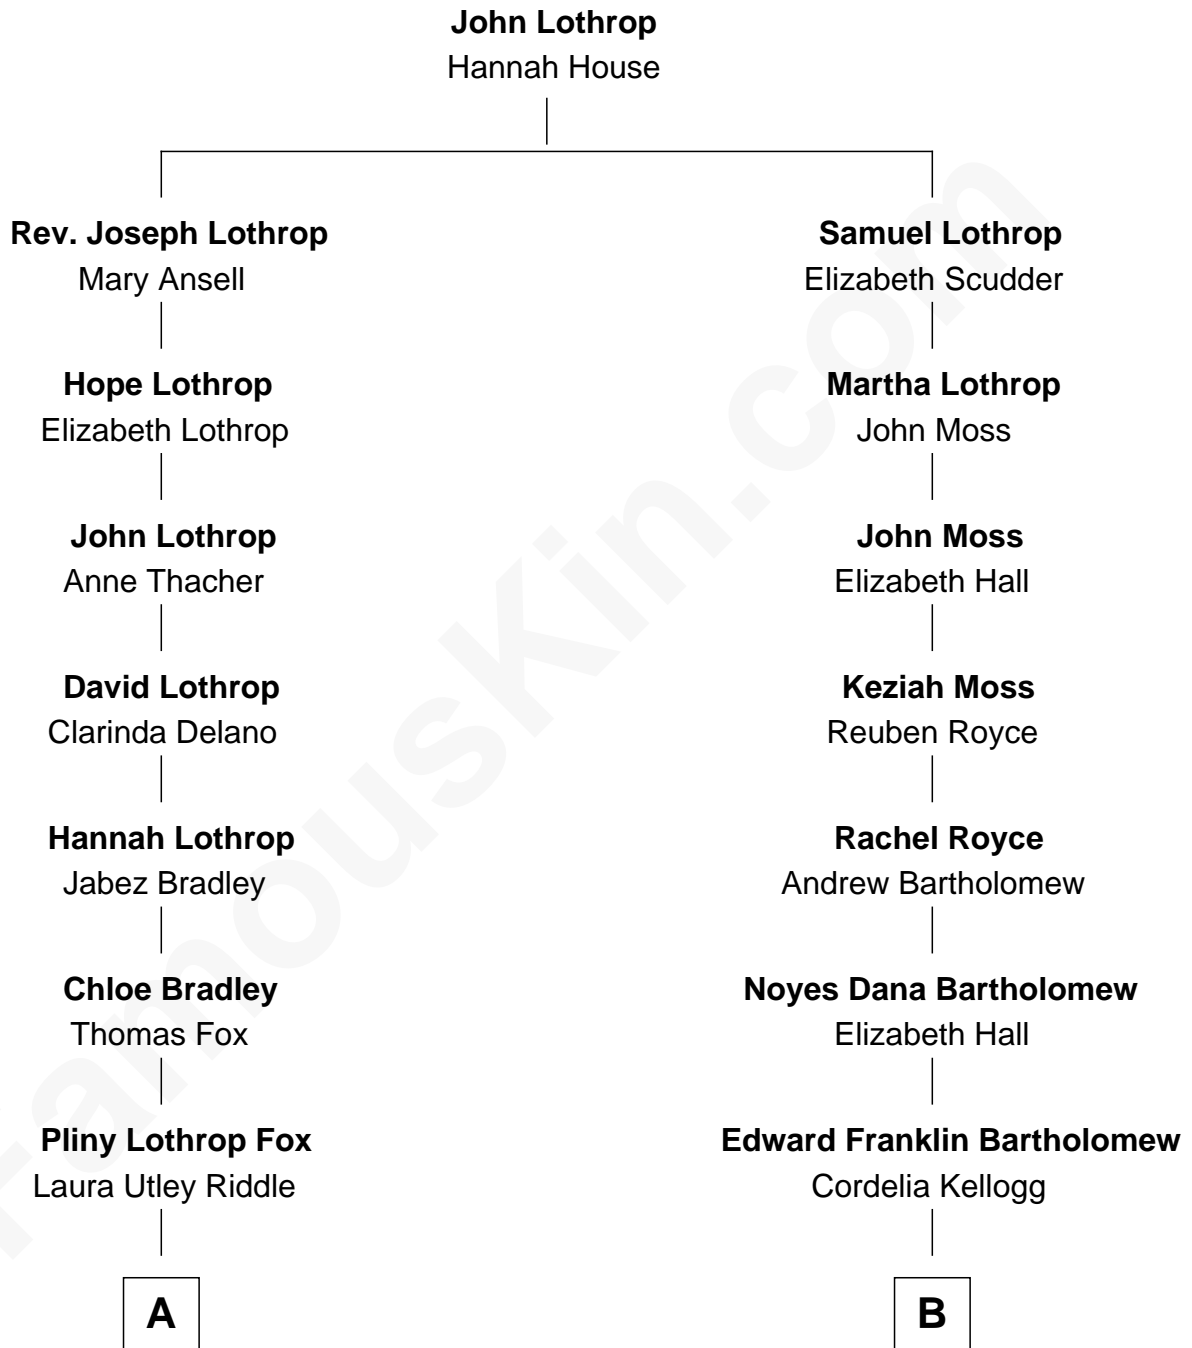 John Lothrop
Hannah House
Rev. Joseph Lothrop
Mary Ansell
Samuel Lothrop
Elizabeth Scudder
Hope Lothrop
Elizabeth Lothrop
Martha Lothrop
John Moss
John Lothrop
Anne Thacher
John Moss
Elizabeth Hall
David Lothrop
Clarinda Delano
Keziah Moss
Reuben Royce
Hannah Lothrop
Jabez Bradley
Rachel Royce
Andrew Bartholomew
Chloe Bradley
Thomas Fox
Noyes Dana Bartholomew
Elizabeth Hall
Pliny Lothrop Fox
Laura Utley Riddle
Edward Franklin Bartholomew
Cordelia Kellogg
A
B
FamousKin.com